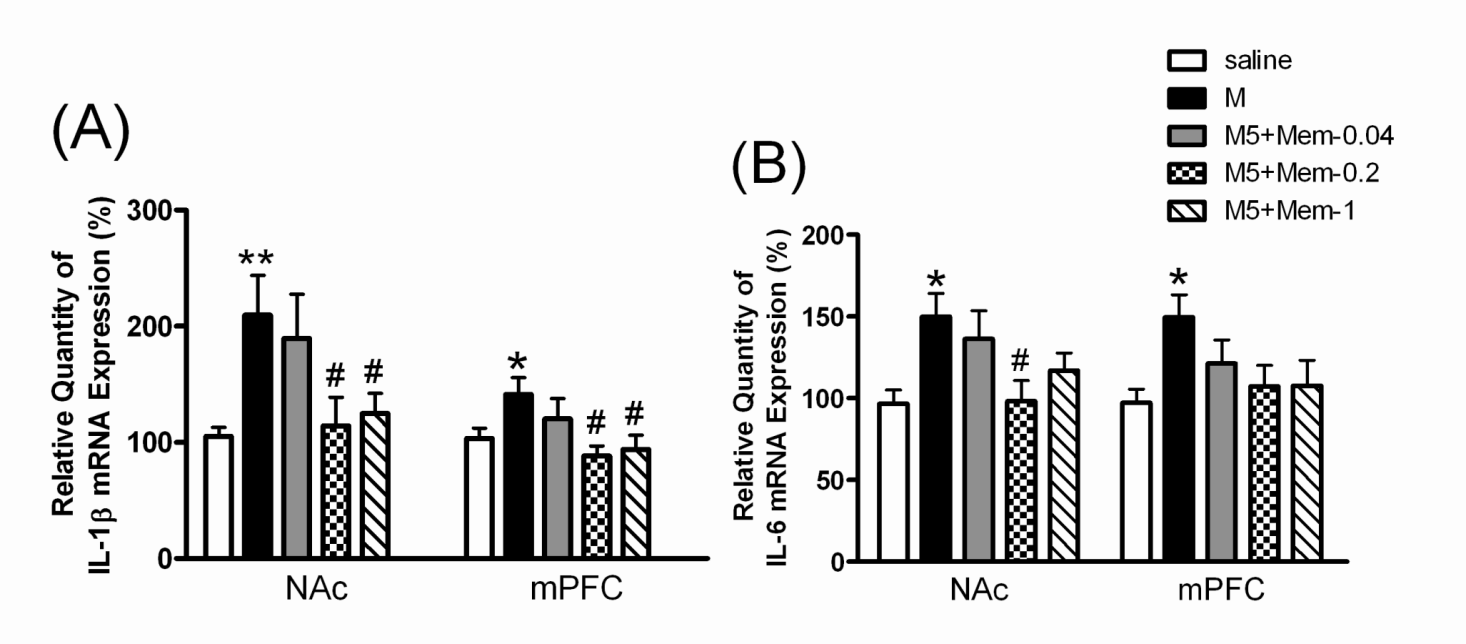 saline
M
M5+Mem-0.04
M5+Mem-0.2
M5+Mem-1
(A)
Relative Quantity of
IL-1β mRNA Expression (%)
300
200
100
0
**
#
#
*
#
#
NAc
mPFC
(B)
Relative Quantity of
IL-6 mRNA Expression (%)
200
150
100
50
0
*
#
*
NAc
mPFC